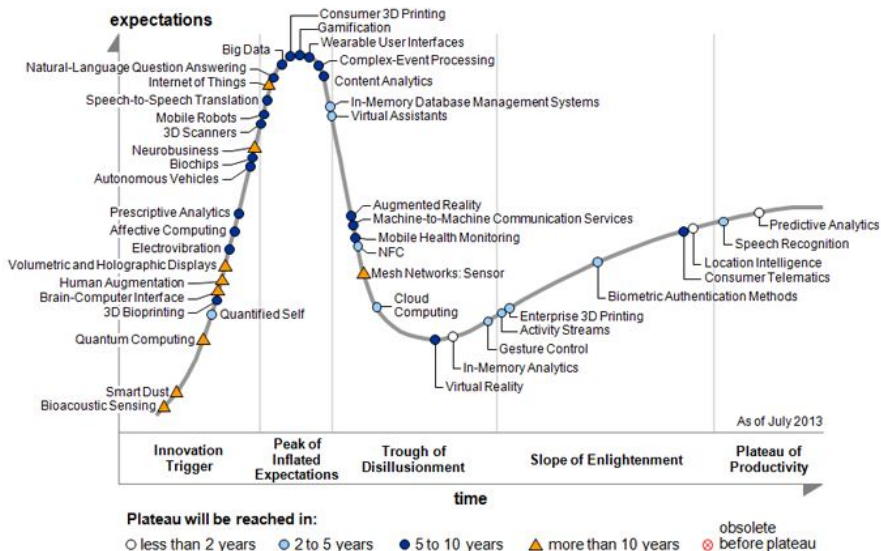 expectations
Consumer 3D Printing
Gamification
Wearable User Interfaces
Big Data
Complex-Event Processing
Natural-Language Question Answering
Internet of Things
Content Analytics
Speech-to-Speech Translation
In-Memory Database Management Systems
Mobile Robots
Virtual Assistants
3D Scanners
Neurobusiness
Biochips
Autonomous Vehicles
Augmented Reality
Prescriptive Analytics
Machine-to-Machine Communication Services
Predictive Analytics
Affective Computing
Mobile Health Monitoring
Speech Recognition
Electrovibration
NFC
Volumetric and Holographic Displays
Mesh Networks: Sensor
Location Intelligence
Human Augmentation
Consumer Telematics
Brain-Computer Interface
Cloud
Computing
Biometric Authentication Methods
3D Bioprinting
Quantified Self
Enterprise 3D Printing
Activity Streams
Quantum Computing
Gesture Control
In-Memory Analytics
Virtual Reality
Smart Dust
Bioacoustic Sensing
As of July 2013
Innovation
Trigger
Peak of
Inflated
Expectations
Trough of
Disillusionment
Slope of Enlightenment
Plateau of
Productivity
time
Plateau will be reached in:
less than 2 years
2 to 5 years
5 to 10 years
more than 10 years
obsolete
before plateau